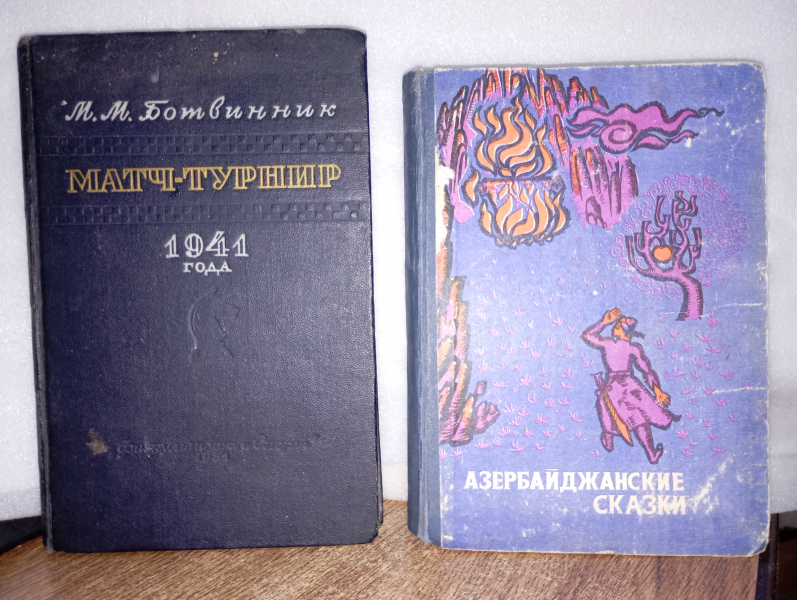 М. М. Ботвинник
МАТЧ-ТУРНИР
1941
ГОДА
АЗЕРБАЙДЖАНСКИЕ
СКАЗКИ